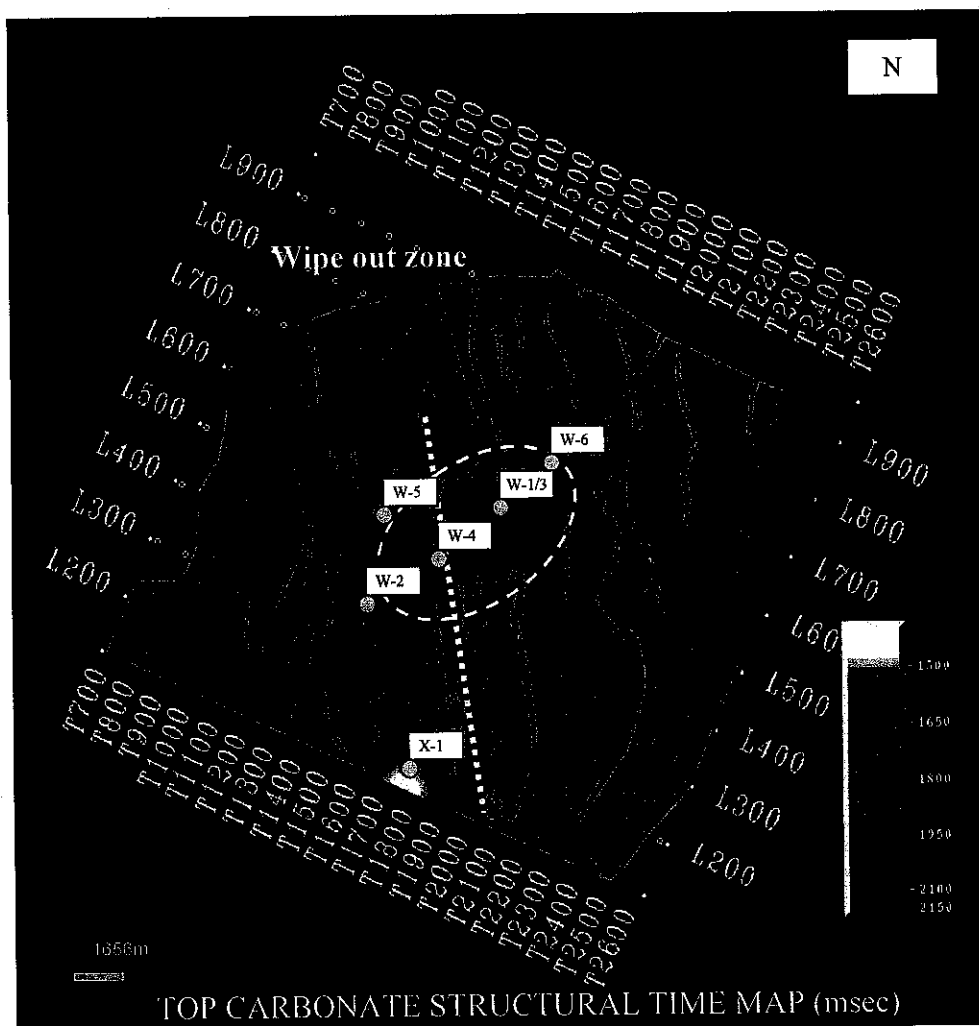 N
T700
T800
T900
T1000
T1100
T1200
T1300
T1400
T1500
T1600
T1700
T1800
T1900
T2000
T2100
T2200
T2300
T2400
T2500
T2600
L900
L800
L700
L600
L500
L400
L300
L200
Wipe out zone
W-6
W-1/3
W-5
W-4
W-2
X-1
L900
L800
L700
L60
L500
L400
L300
L200
-1500
-1650
-1800
-1950
-2100
2150
T700
T800
T900
T1000
T1100
T1200
T1300
T1400
T1500
T1600
T1700
T1800
T1900
T2000
T2100
T2200
T2300
T2400
T2500
T2600
1656m
TOP CARBONATE STRUCTURAL TIME MAP (msec)